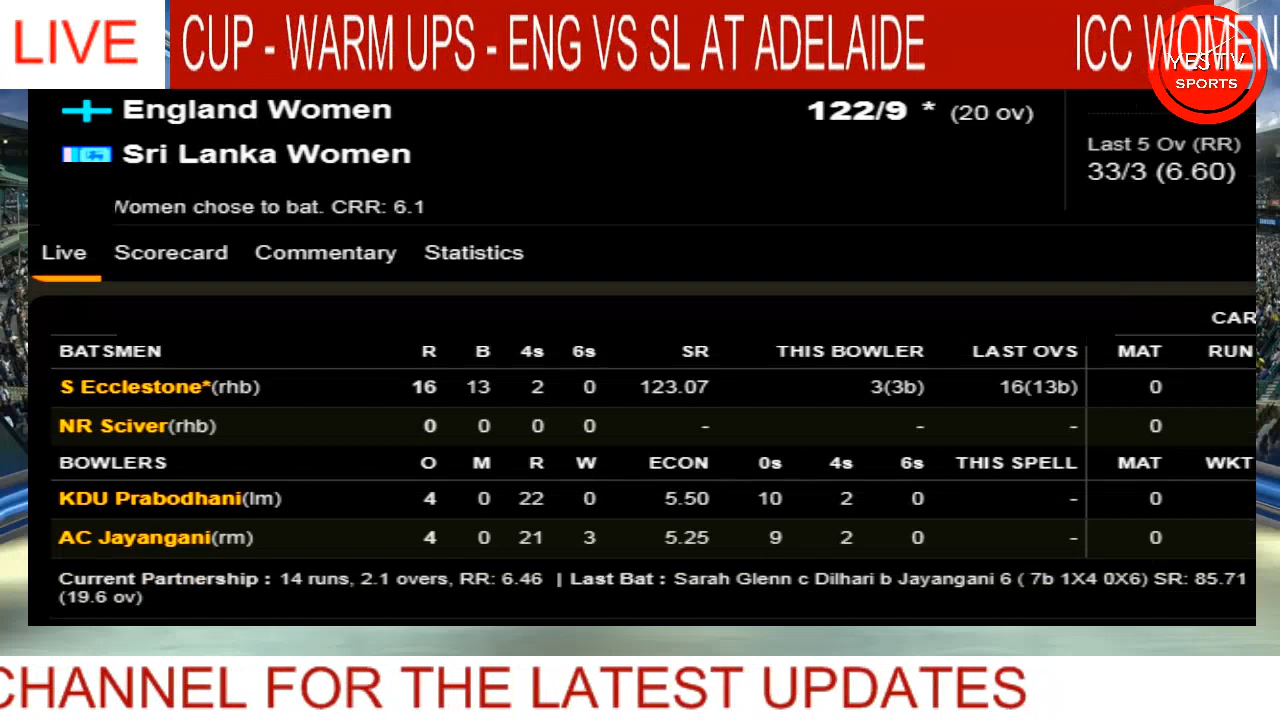 LIVE CUP - WARM UPS - ENG VS SL AT ADELAIDE ICC WOMEN
YES TV
SPORTS
England Women 122/9 * (20 ov)
Sri Lanka Women
Last 5 Ov (RR)
33/3 (6.60)
Women chose to bat. CRR: 6.1
Live Scorecard Commentary Statistics
CAR
BATSMEN R B 4s 6s SR THIS BOWLER LAST OVS MAT RUN
S Ecclestone*(rhb) 16 13 2 0 123.07 3(3b) 16(13b) 0
NR Sciver(rhb) 0 0 0 0 - - - 0
BOWLERS O M R W ECON 0s 4s 6s THIS SPELL MAT WKT
KDU Prabodhani(lm) 4 0 22 0 5.50 10 2 0 - 0
AC Jayangani(rm) 4 0 21 3 5.25 9 2 0 - 0
Current Partnership : 14 runs, 2.1 overs, RR: 6.46 | Last Bat : Sarah Glenn c Dilhari b Jayangani 6 ( 7b 1X4 0X6) SR: 85.71
(19.6 ov)
CHANNEL FOR THE LATEST UPDATES